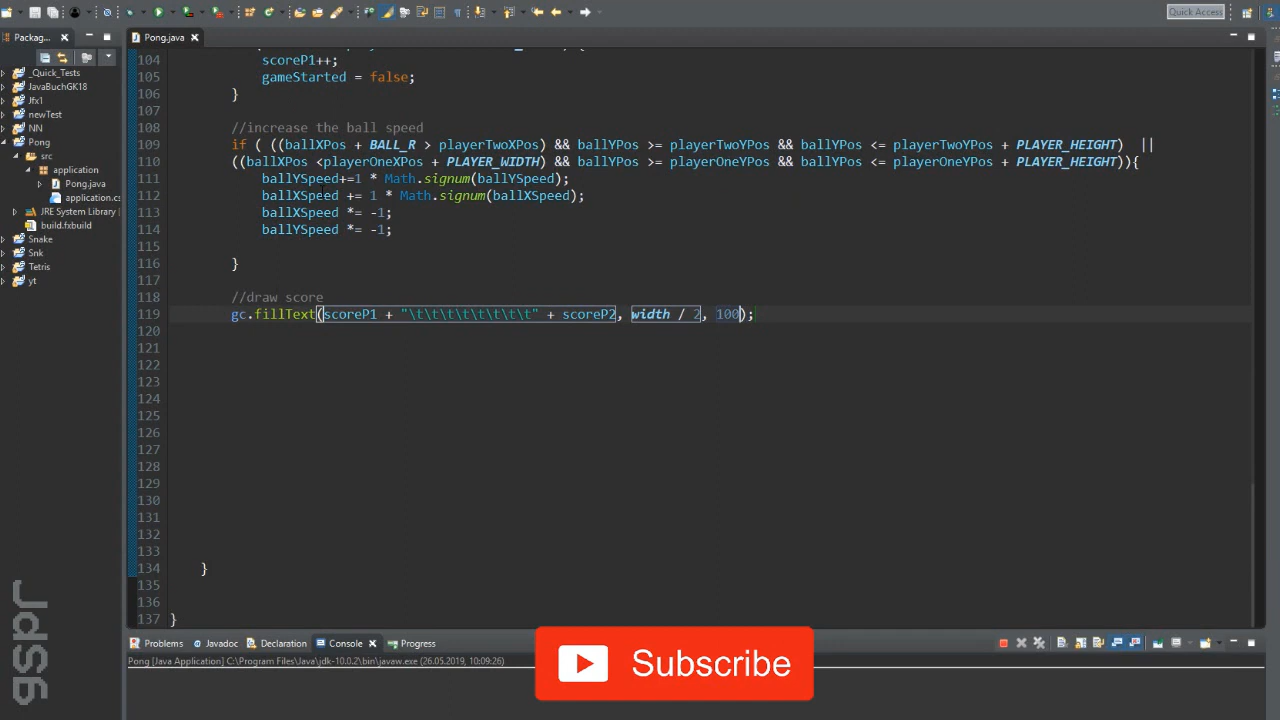 Quick Access
Packag...
Pong.java
_Quick_Tests
JavaBuchGK18
Jfx1
newTest
NN
Pong
src
application
Pong.java
application.cs
JRE System Library [
build.fxbuild
Snake
Snk
Tetris
yt
104 scoreP1++;
105 gameStarted = false;
106 }
107
108 //increase the ball speed
109 if ( ((ballXPos + BALL_R > playerTwoXPos) && ballYPos >= playerTwoYPos && ballYPos <= playerTwoYPos + PLAYER_HEIGHT) ||
110 ((ballXPos <playerOneXPos + PLAYER_WIDTH) && ballYPos >= playerOneYPos && ballYPos <= playerOneYPos + PLAYER_HEIGHT)){
111 ballYSpeed+=1 * Math.signum(ballYSpeed);
112 ballXSpeed += 1 * Math.signum(ballXSpeed);
113 ballXSpeed *= -1;
114 ballYSpeed *= -1;
115
116 }
117
118 //draw score
119 gc.fillText(scoreP1 + "\t\t\t\t\t\t\t\t" + scoreP2, width / 2, 100);
120
121
122
123
124
125
126
127
128
129
130
131
132
133
134 }
135
136
137 }
Problems Javadoc Declaration Console Progress
Pong [Java Application] C:\Program Files\Java\jdk-10.0.2\bin\javaw.exe (26.05.2019, 10:09:26)
Subscribe